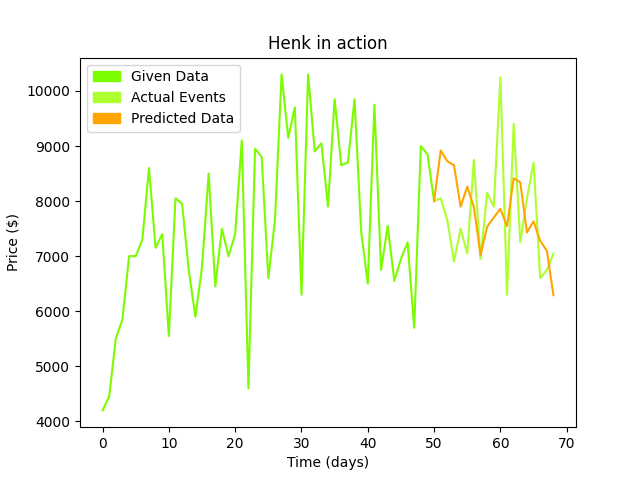 Henk in action
Given Data
Actual Events
Predicted Data
Price ($)
10000
9000
8000
7000
6000
5000
4000
0 10 20 30 40 50 60 70
Time (days)